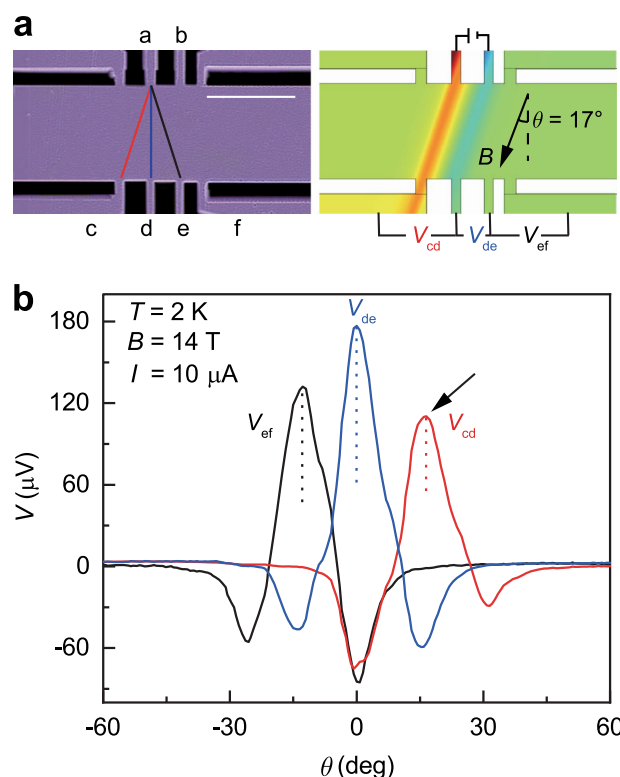 a
a b
c d e f
θ = 17°
B
V_cd V_de V_ef
b
T = 2 K
B = 14 T
I = 10 μA
V_de
V_ef
V_cd
V (μV)
180
120
60
0
-60
-60 -30 0 30 60
θ (deg)